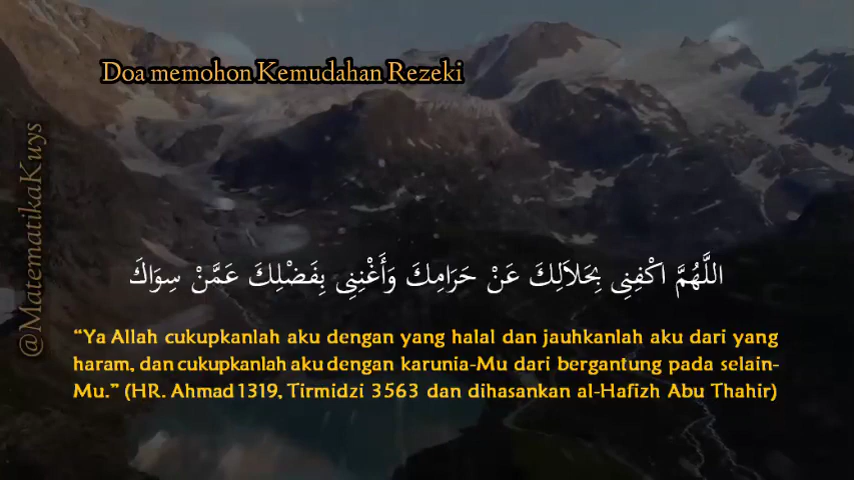 Doa memohon Kemudahan Rezeki
@MatematikaKuys
اللَّهُمَّ اكْفِنِى بِحَلاَلِكَ عَنْ حَرَامِكَ وَأَغْنِنِى بِفَضْلِكَ عَمَّنْ سِوَاكَ
“Ya Allah cukupkanlah aku dengan yang halal dan jauhkanlah aku dari yang
haram, dan cukupkanlah aku dengan karunia-Mu dari bergantung pada selain-
Mu.” (HR. Ahmad 1319, Tirmidzi 3563 dan dihasankan al-Hafizh Abu Thahir)